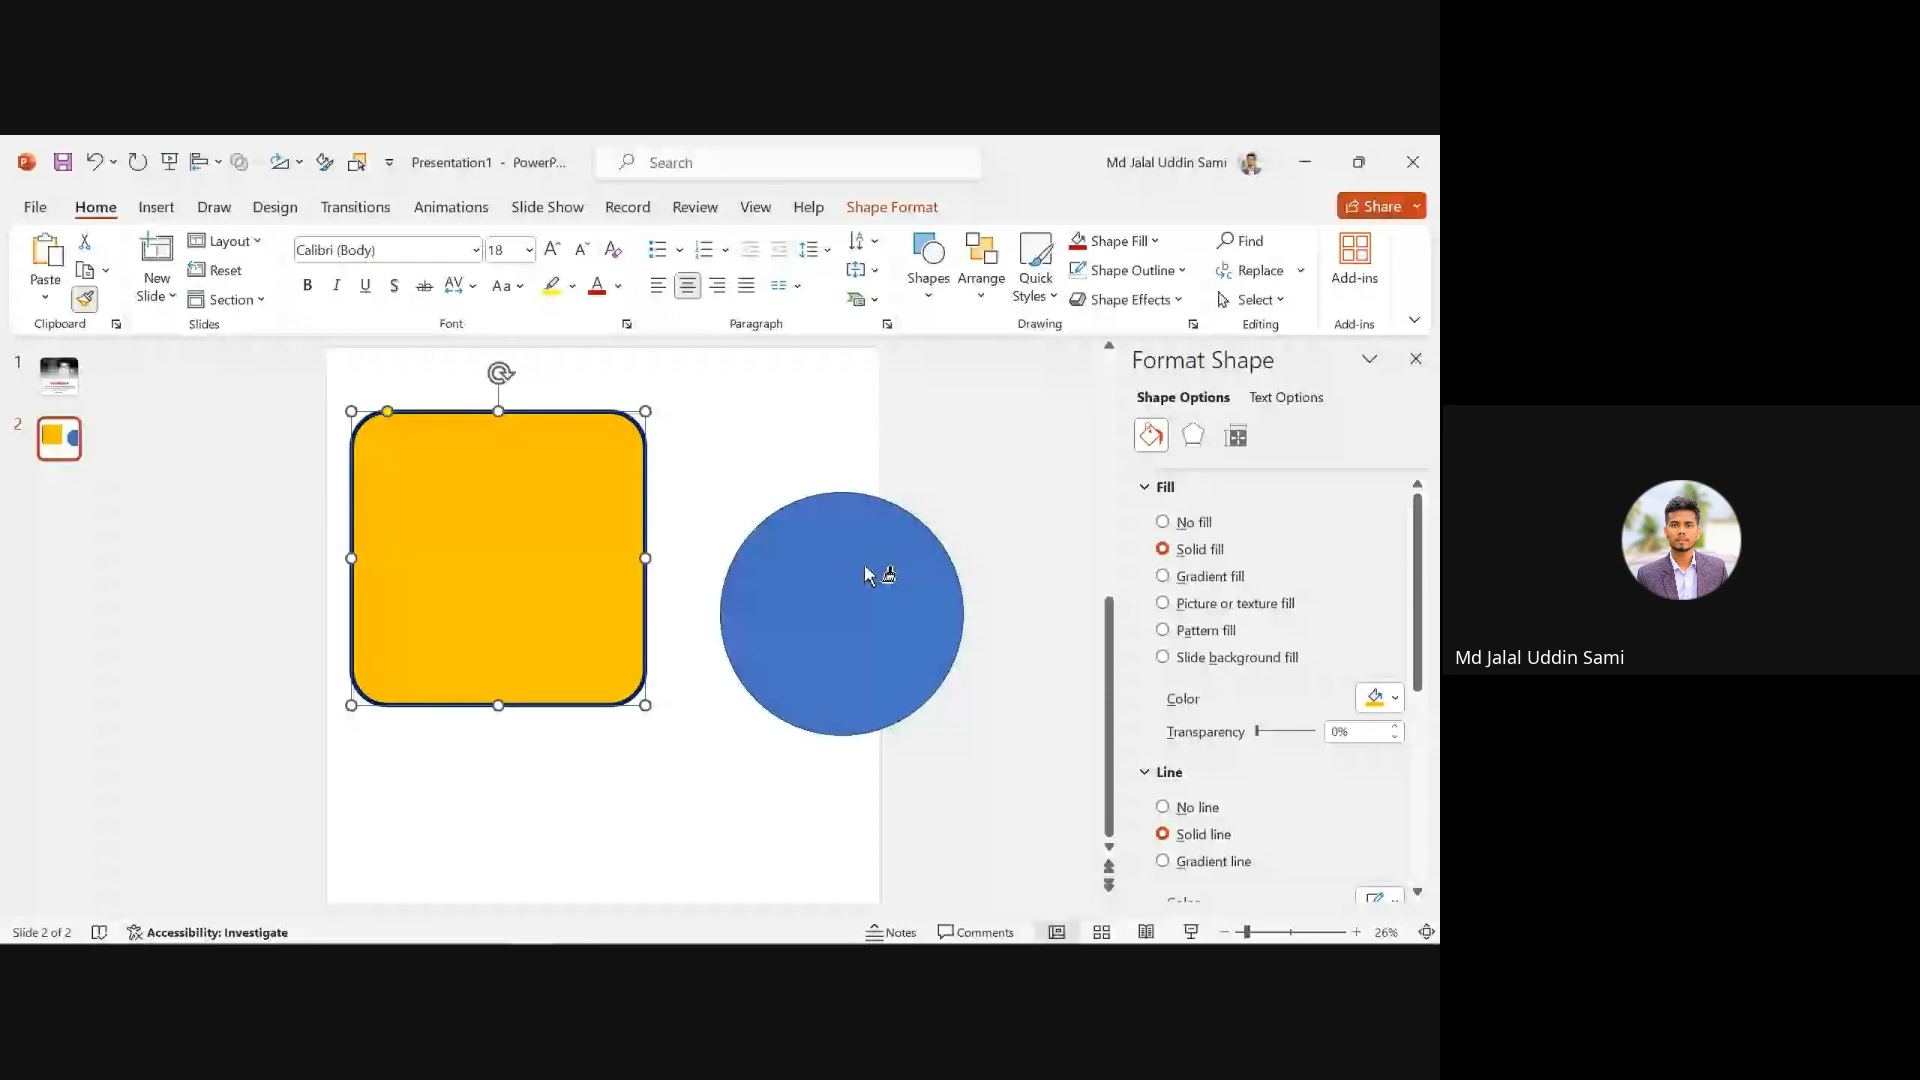 Presentation1 - PowerP...
Search
Md Jalal Uddin Sami
File
Home
Insert
Draw
Design
Transitions
Animations
Slide Show
Record
Review
View
Help
Shape Format
Share
Paste
Clipboard
New
Slide
Layout
Reset
Section
Slides
Calibri (Body)
18
Font
Paragraph
Shapes
Arrange
Quick
Styles
Shape Fill
Shape Outline
Shape Effects
Drawing
Find
Replace
Select
Editing
Add-ins
Add-ins
1
2
Format Shape
Shape Options
Text Options
Fill
No fill
Solid fill
Gradient fill
Picture or texture fill
Pattern fill
Slide background fill
Color
Transparency
0%
Line
No line
Solid line
Gradient line
Md Jalal Uddin Sami
Slide 2 of 2
Accessibility: Investigate
Notes
Comments
26%